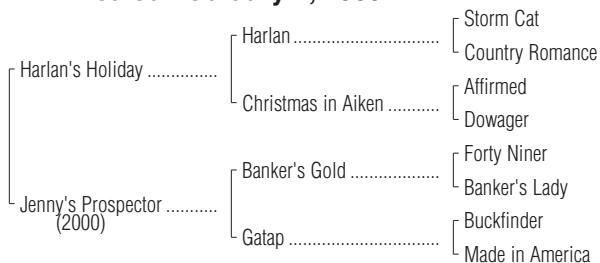 Harlan's Holiday ...............
Jenny's Prospector ...........
(2000)
Harlan ................................
Christmas in Aiken ...........
Banker's Gold ...................
Gatap .................................
Storm Cat
Country Romance
Affirmed
Dowager
Forty Niner
Banker's Lady
Buckfinder
Made in America